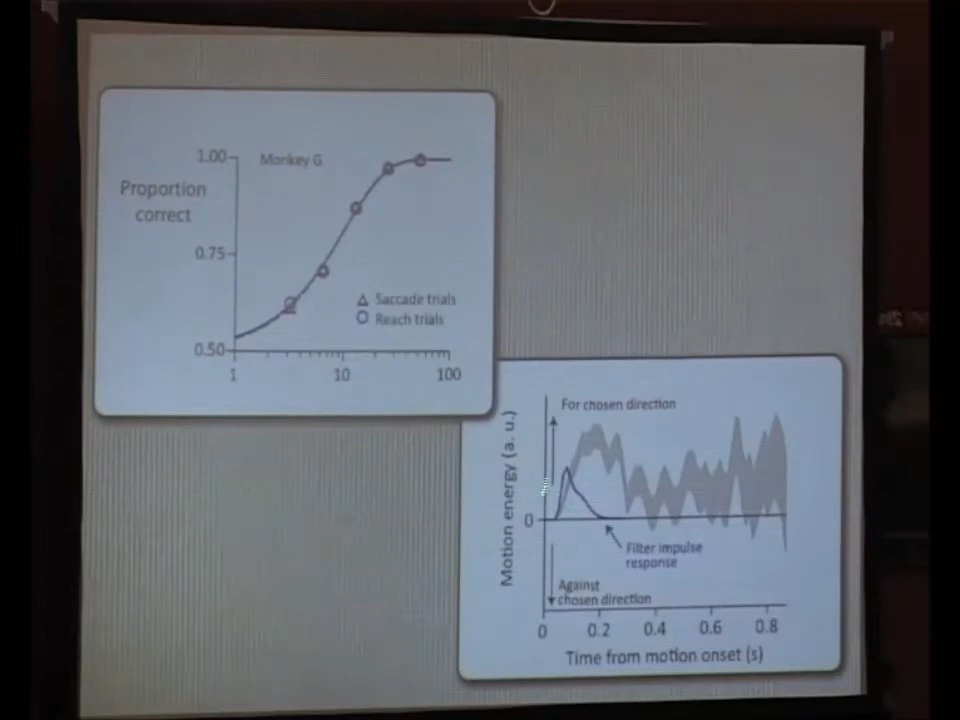 Monkey G
Proportion
correct
1.00
0.75
0.50
1
10
100
Saccade trials
Reach trials
For chosen direction
Motion energy (a. u.)
0
Filter impulse
response
Against
chosen direction
0
0.2
0.4
0.6
0.8
Time from motion onset (s)